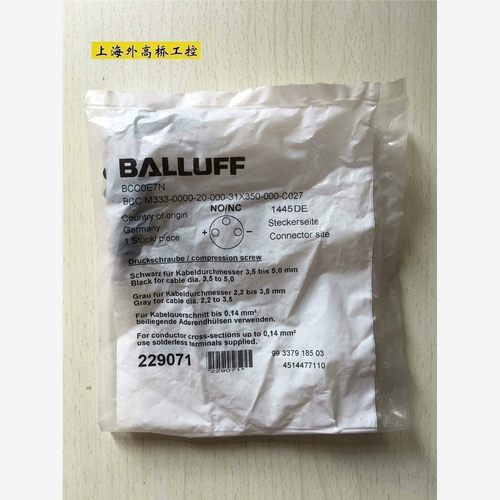 上海外高桥工控
BALLUFF
BCC0E7N
BCC M333-0000-20-000-31X350-000-C027
Country of origin
Germany
1 Stück/ piece
NO/NC
+
-
1445DE
Steckerseite
Connector site
Druckschraube / compression screw
Schwarz für Kabeldurchmesser 3,5 bis 5,0 mm
Black for cable dia. 3,5 to 5,0
Grau für Kabeldurchmesser 2,2 bis 3,5 mm
Gray for cable dia. 2,2 to 3,5
Für Kabelquerschnitt bis 0.14 mm²
beiliegende Aderendhülsen verwenden.
For conductor cross-sections up to 0,14 mm²
use solderless terminals supplied.
229071
*229071*
99 3379 185 03
4514477110